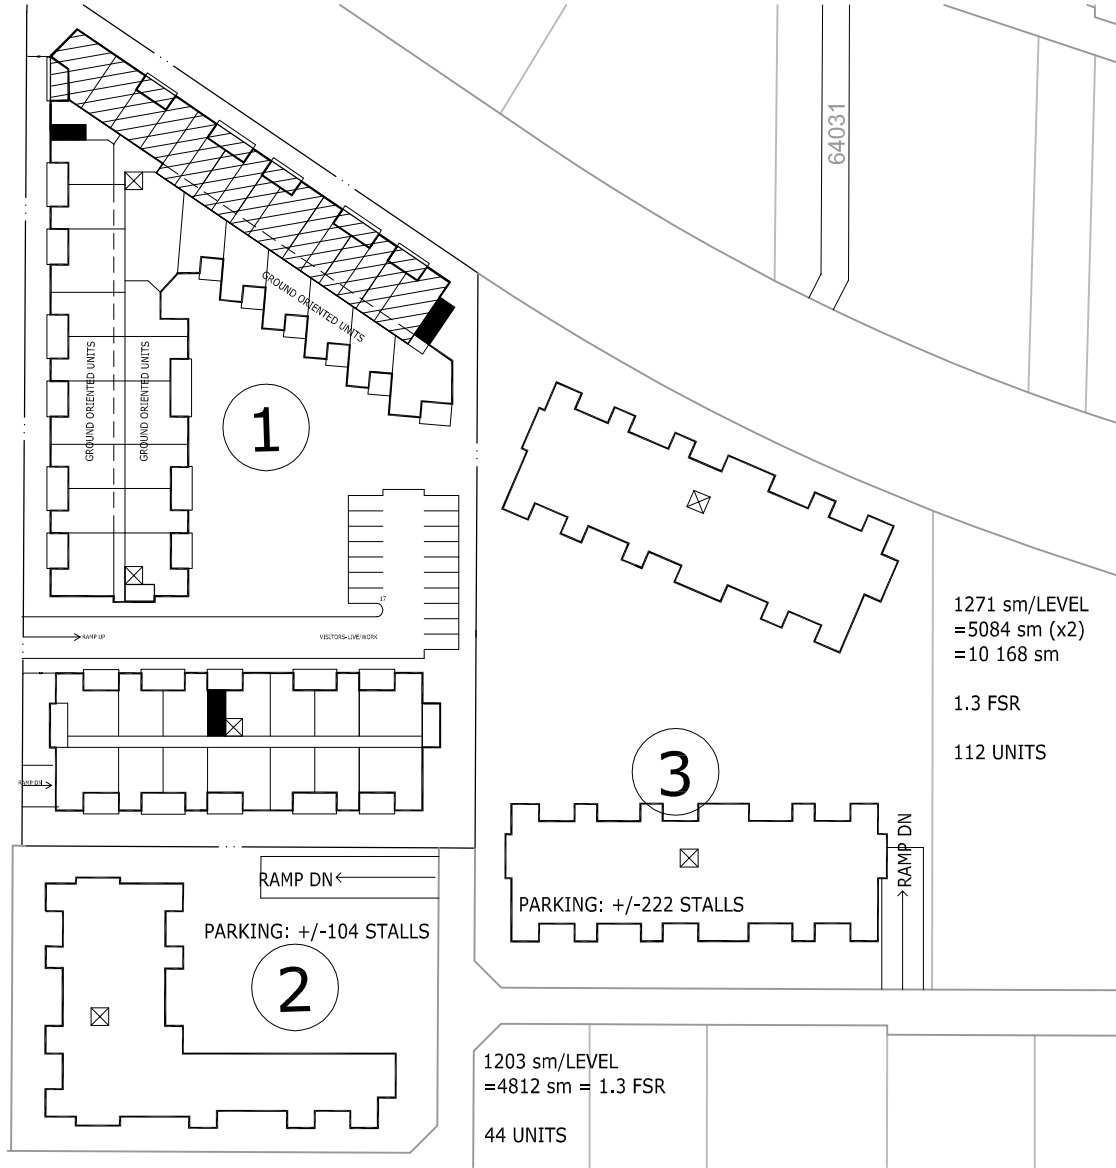 64031
GROUND ORIENTED UNITS
GROUND ORIENTED UNITS
GROUND ORIENTED UNITS
1
17
RAMP UP
VISITORS-LIVE/WORK
RAMP DN
1271 sm/LEVEL
=5084 sm (x2)
=10 168 sm
1.3 FSR
112 UNITS
3
RAMP DN
PARKING: +/-222 STALLS
RAMP DN
PARKING: +/-104 STALLS
2
1203 sm/LEVEL
=4812 sm = 1.3 FSR
44 UNITS